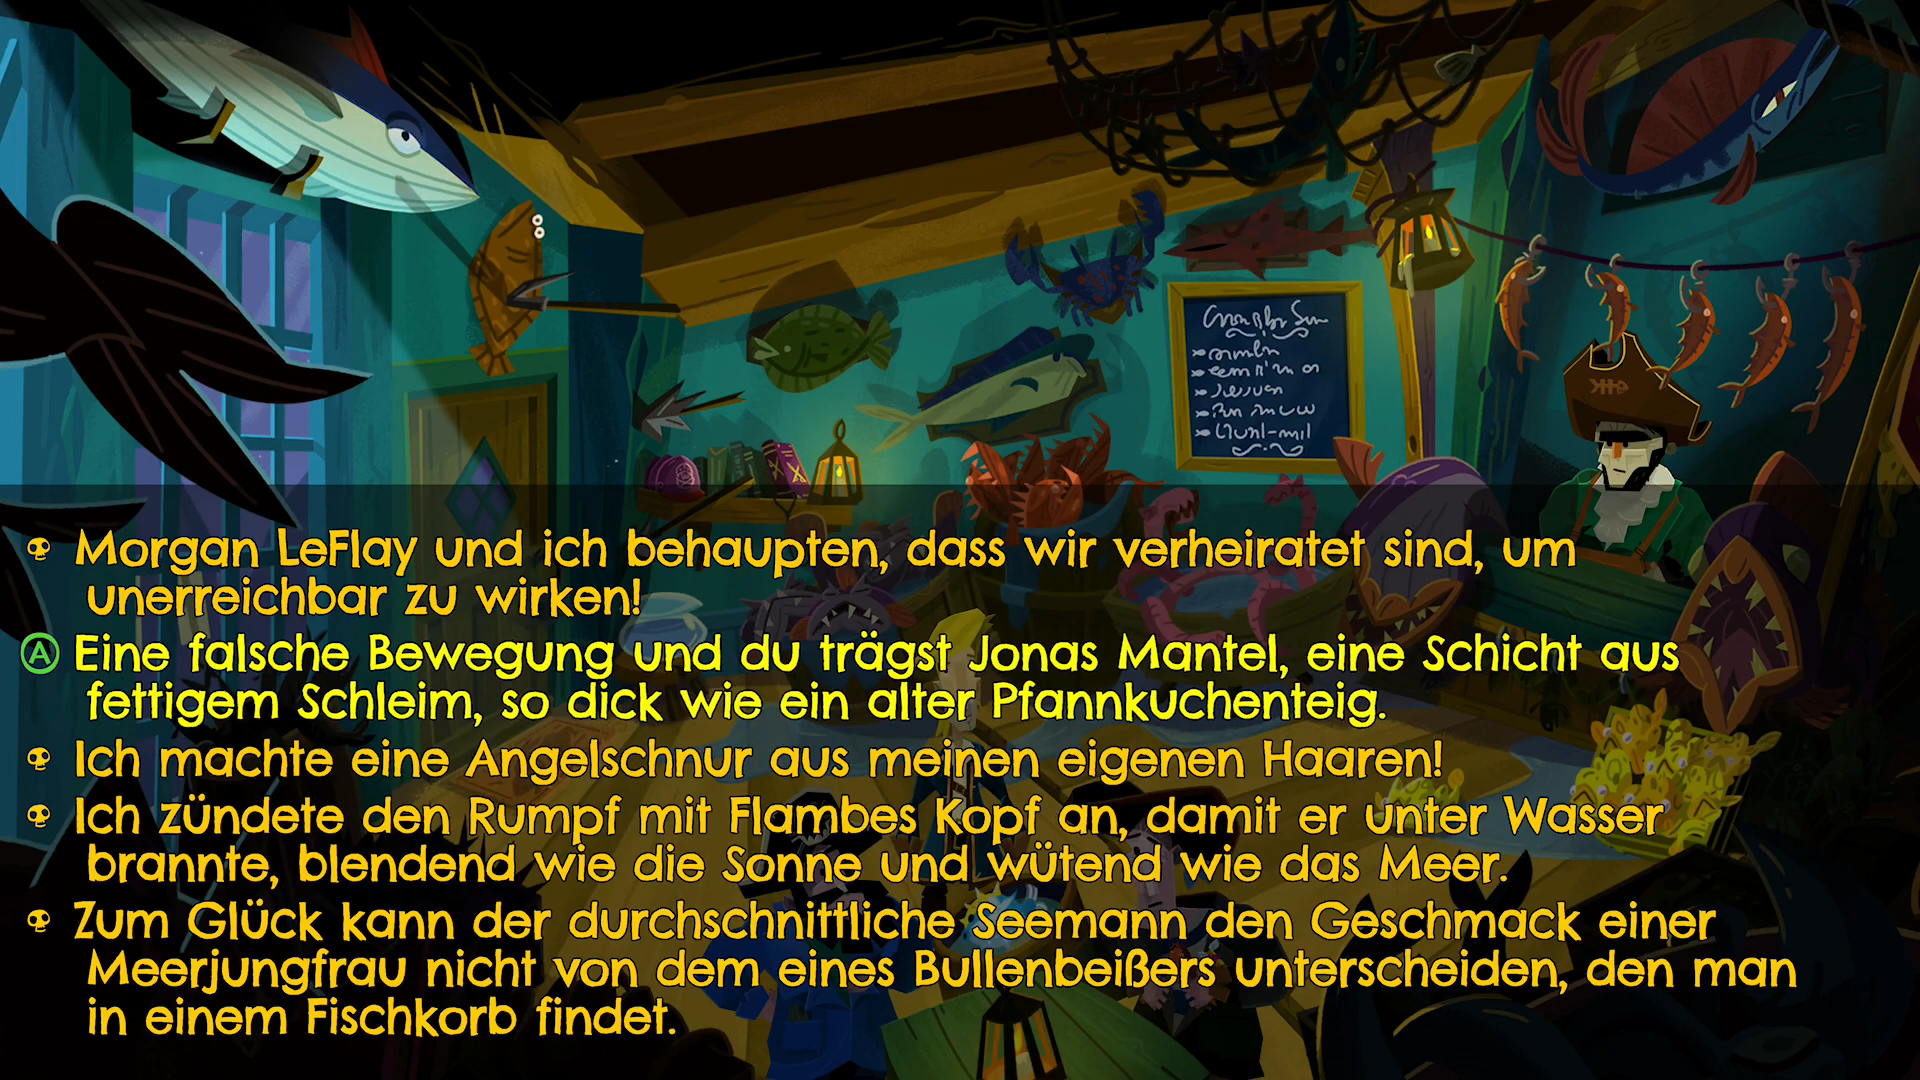 Morgan LeFlay und ich behaupten, dass wir verheiratet sind, um
unerreichbar zu wirken!
A Eine falsche Bewegung und du trägst Jonas Mantel, eine Schicht aus
fettigem Schleim, so dick wie ein alter Pfannkuchenteig.
Ich machte eine Angelschnur aus meinen eigenen Haaren!
Ich zündete den Rumpf mit Flambes Kopf an, damit er unter Wasser
brannte, blendend wie die Sonne und wütend wie das Meer.
Zum Glück kann der durchschnittliche Seemann den Geschmack einer
Meerjungfrau nicht von dem eines Bullenbeißers unterscheiden, den man
in einem Fischkorb findet.